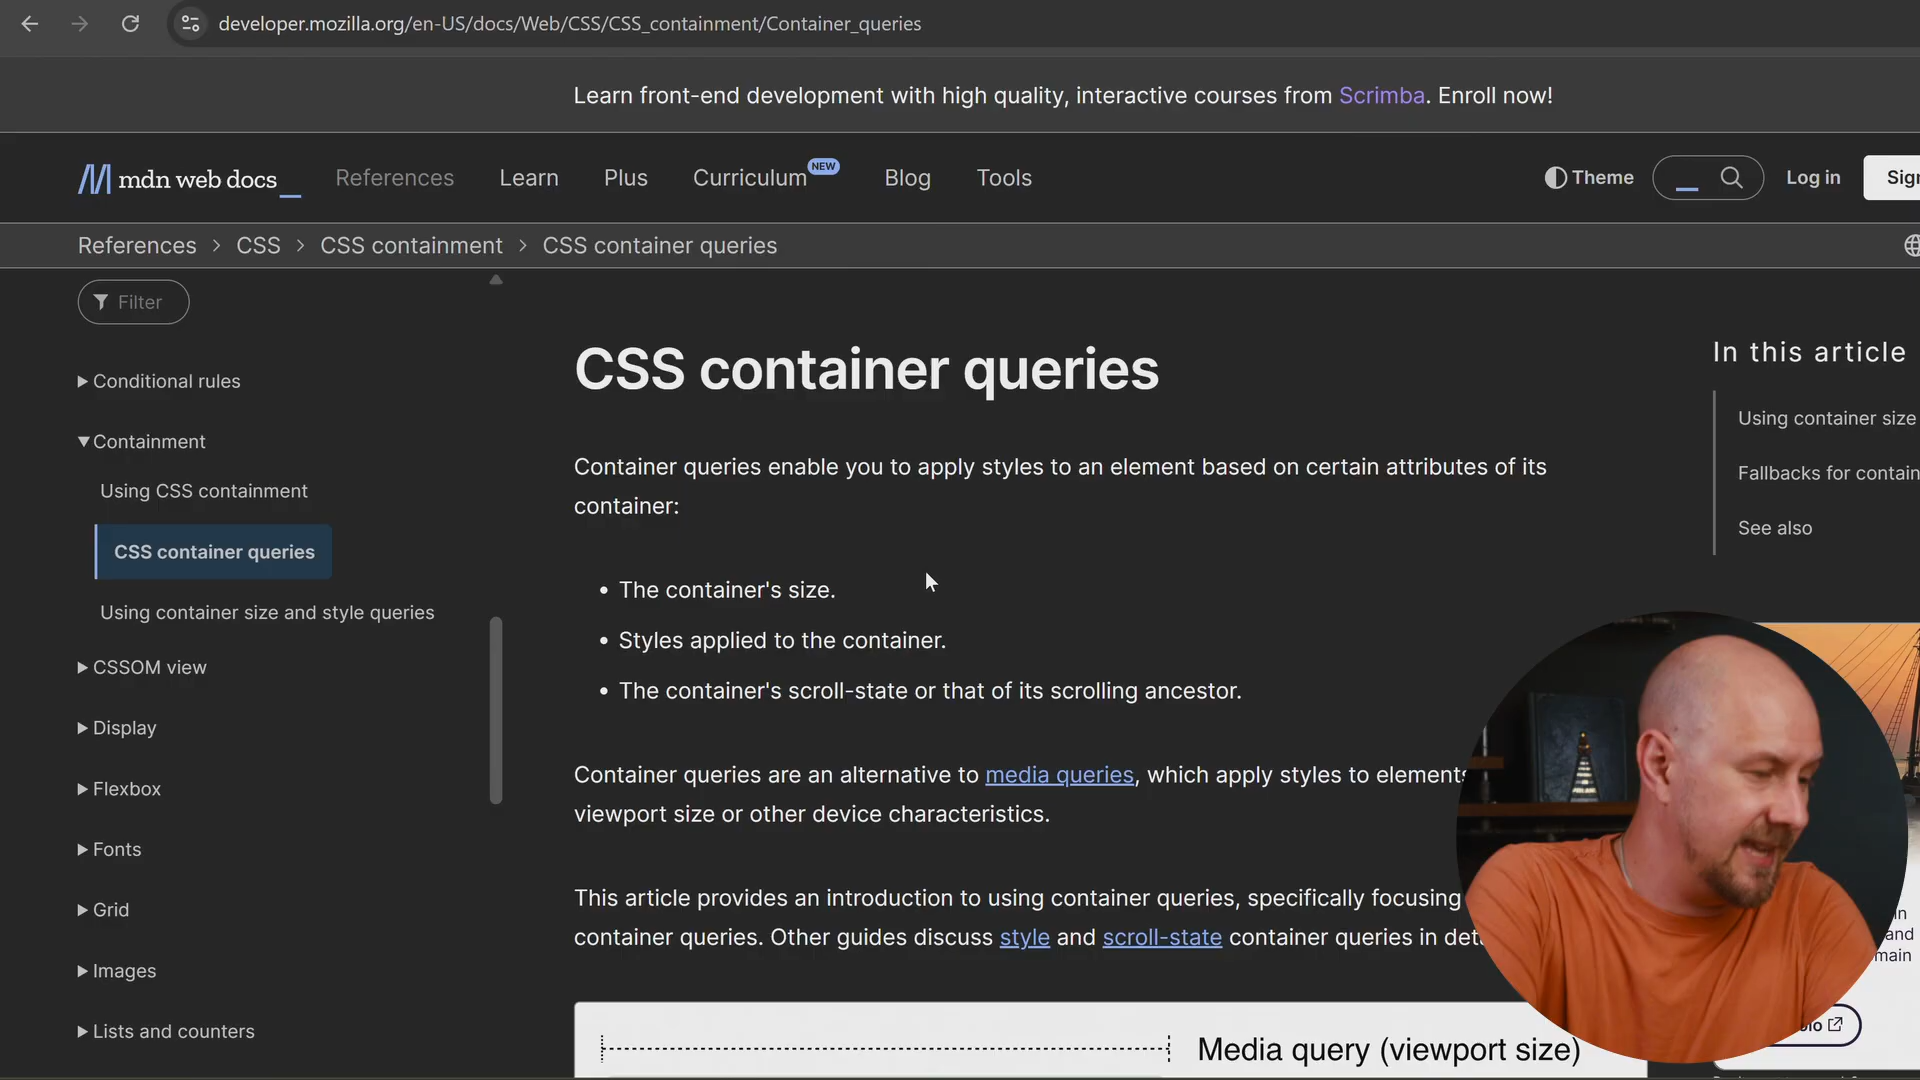 developer.mozilla.org/en-US/docs/Web/CSS/CSS_containment/Container_queries
Learn front-end development with high quality, interactive courses from Scrimba. Enroll now!
mdn web docs_
References
Learn
Plus
Curriculum NEW
Blog
Tools
Theme
Log in
Sign
References > CSS > CSS containment > CSS container queries
Filter
Conditional rules
Containment
Using CSS containment
CSS container queries
Using container size and style queries
CSSOM view
Display
Flexbox
Fonts
Grid
Images
Lists and counters
CSS container queries
Container queries enable you to apply styles to an element based on certain attributes of its
container:
• The container's size.
• Styles applied to the container.
• The container's scroll-state or that of its scrolling ancestor.
Container queries are an alternative to media queries, which apply styles to elements
viewport size or other device characteristics.
This article provides an introduction to using container queries, specifically focusing
container queries. Other guides discuss style and scroll-state container queries in
Media query (viewport size)
In this article
Using container size
Fallbacks for contain
See also
and
main